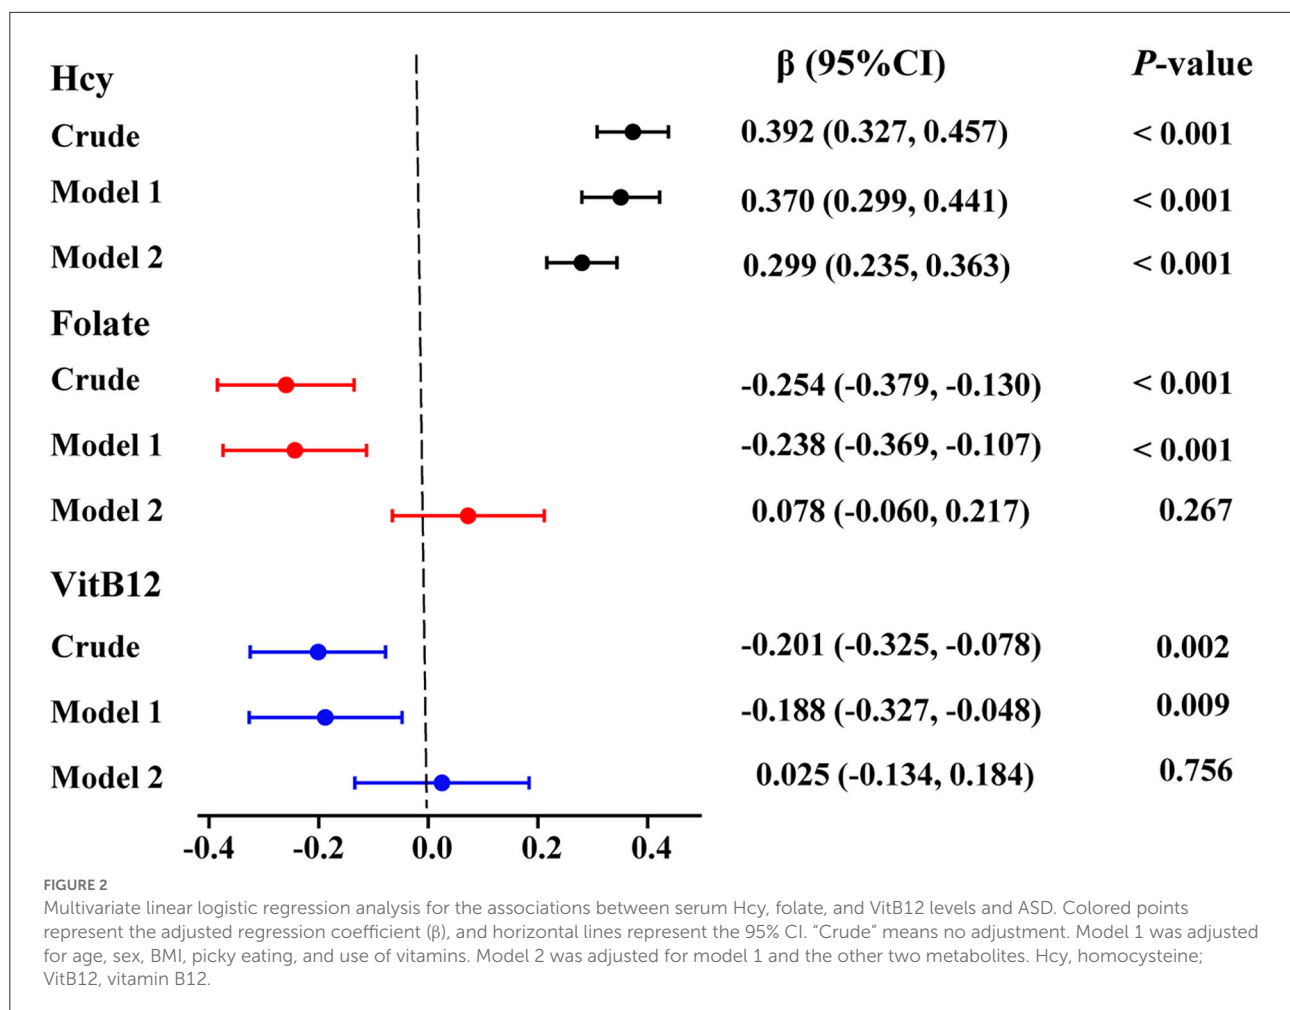 β (95%CI) P-value
Hcy
Crude 0.392 (0.327, 0.457) < 0.001
Model 1 0.370 (0.299, 0.441) < 0.001
Model 2 0.299 (0.235, 0.363) < 0.001
Folate
Crude -0.254 (-0.379, -0.130) < 0.001
Model 1 -0.238 (-0.369, -0.107) < 0.001
Model 2 0.078 (-0.060, 0.217) 0.267
VitB12
Crude -0.201 (-0.325, -0.078) 0.002
Model 1 -0.188 (-0.327, -0.048) 0.009
Model 2 0.025 (-0.134, 0.184) 0.756
-0.4 -0.2 0.0 0.2 0.4
FIGURE 2
Multivariate linear logistic regression analysis for the associations between serum Hcy, folate, and VitB12 levels and ASD. Colored points
represent the adjusted regression coefficient (β), and horizontal lines represent the 95% CI. “Crude” means no adjustment. Model 1 was adjusted
for age, sex, BMI, picky eating, and use of vitamins. Model 2 was adjusted for model 1 and the other two metabolites. Hcy, homocysteine;
VitB12, vitamin B12.